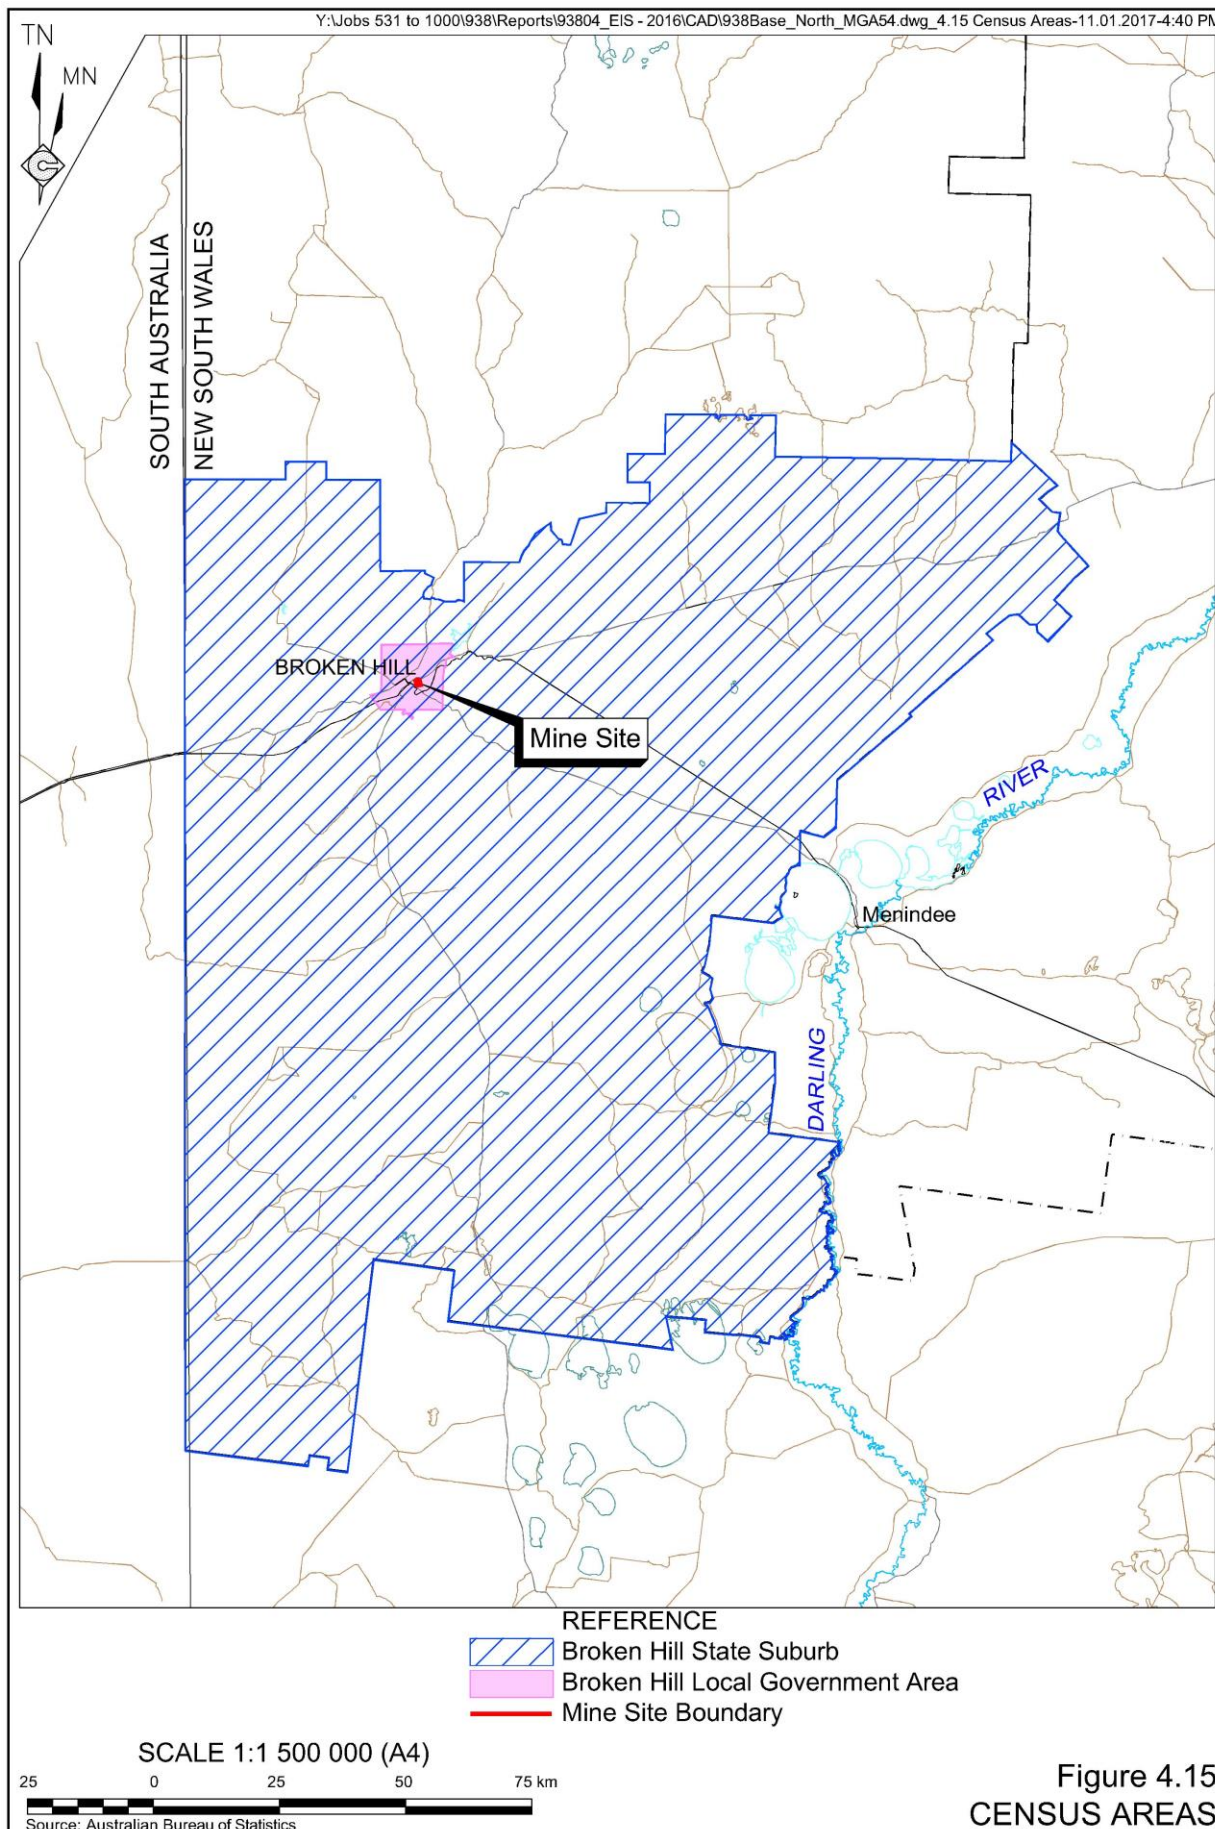 Y:\Jobs 531 to 1000\938\Reports\93804_EIS - 2016\CAD\938Base_North_MGA54.dwg_4.15 Census Areas-11.01.2017-4:40 PM
TN
MN
SOUTH AUSTRALIA
NEW SOUTH WALES
BROKEN HILL
Mine Site
RIVER
Menindee
DARLING
REFERENCE
Broken Hill State Suburb
Broken Hill Local Government Area
Mine Site Boundary
SCALE 1:1 500 000 (A4)
25 0 25 50 75 km
Source: Australian Bureau of Statistics
Figure 4.15
CENSUS AREAS